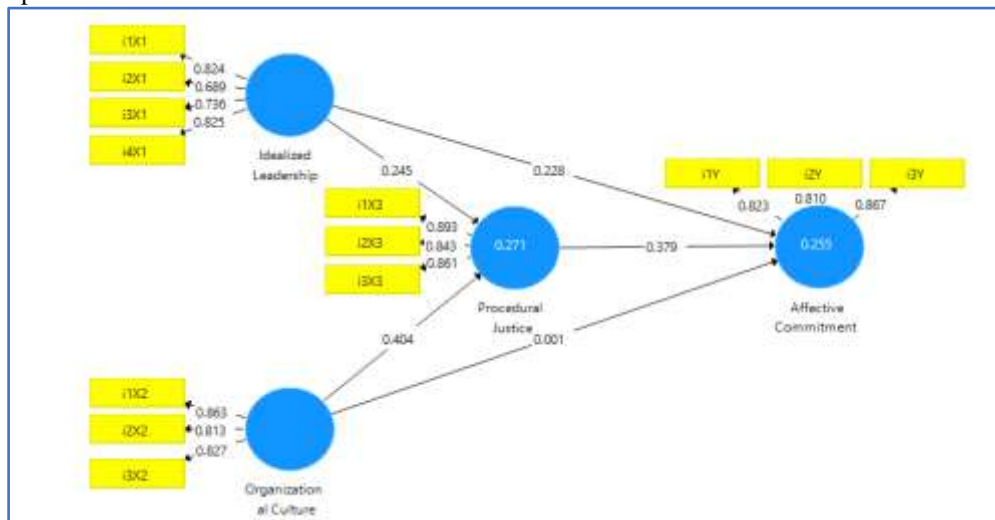 i1X1
0.824
i2X1
0.689
i3X1
0.736
i4X1
0.825
Idealized
Leadership
0.245
0.228
i1Y
i2Y
i3Y
0.823
0.810
0.867
i1X3
0.893
i2X3
0.843
i3X3
0.861
0.271
0.379
0.255
Procedural
Justice
Affective
Commitment
0.404
0.001
i1X2
0.863
i2X2
0.813
i3X2
0.827
Organization
al Culture